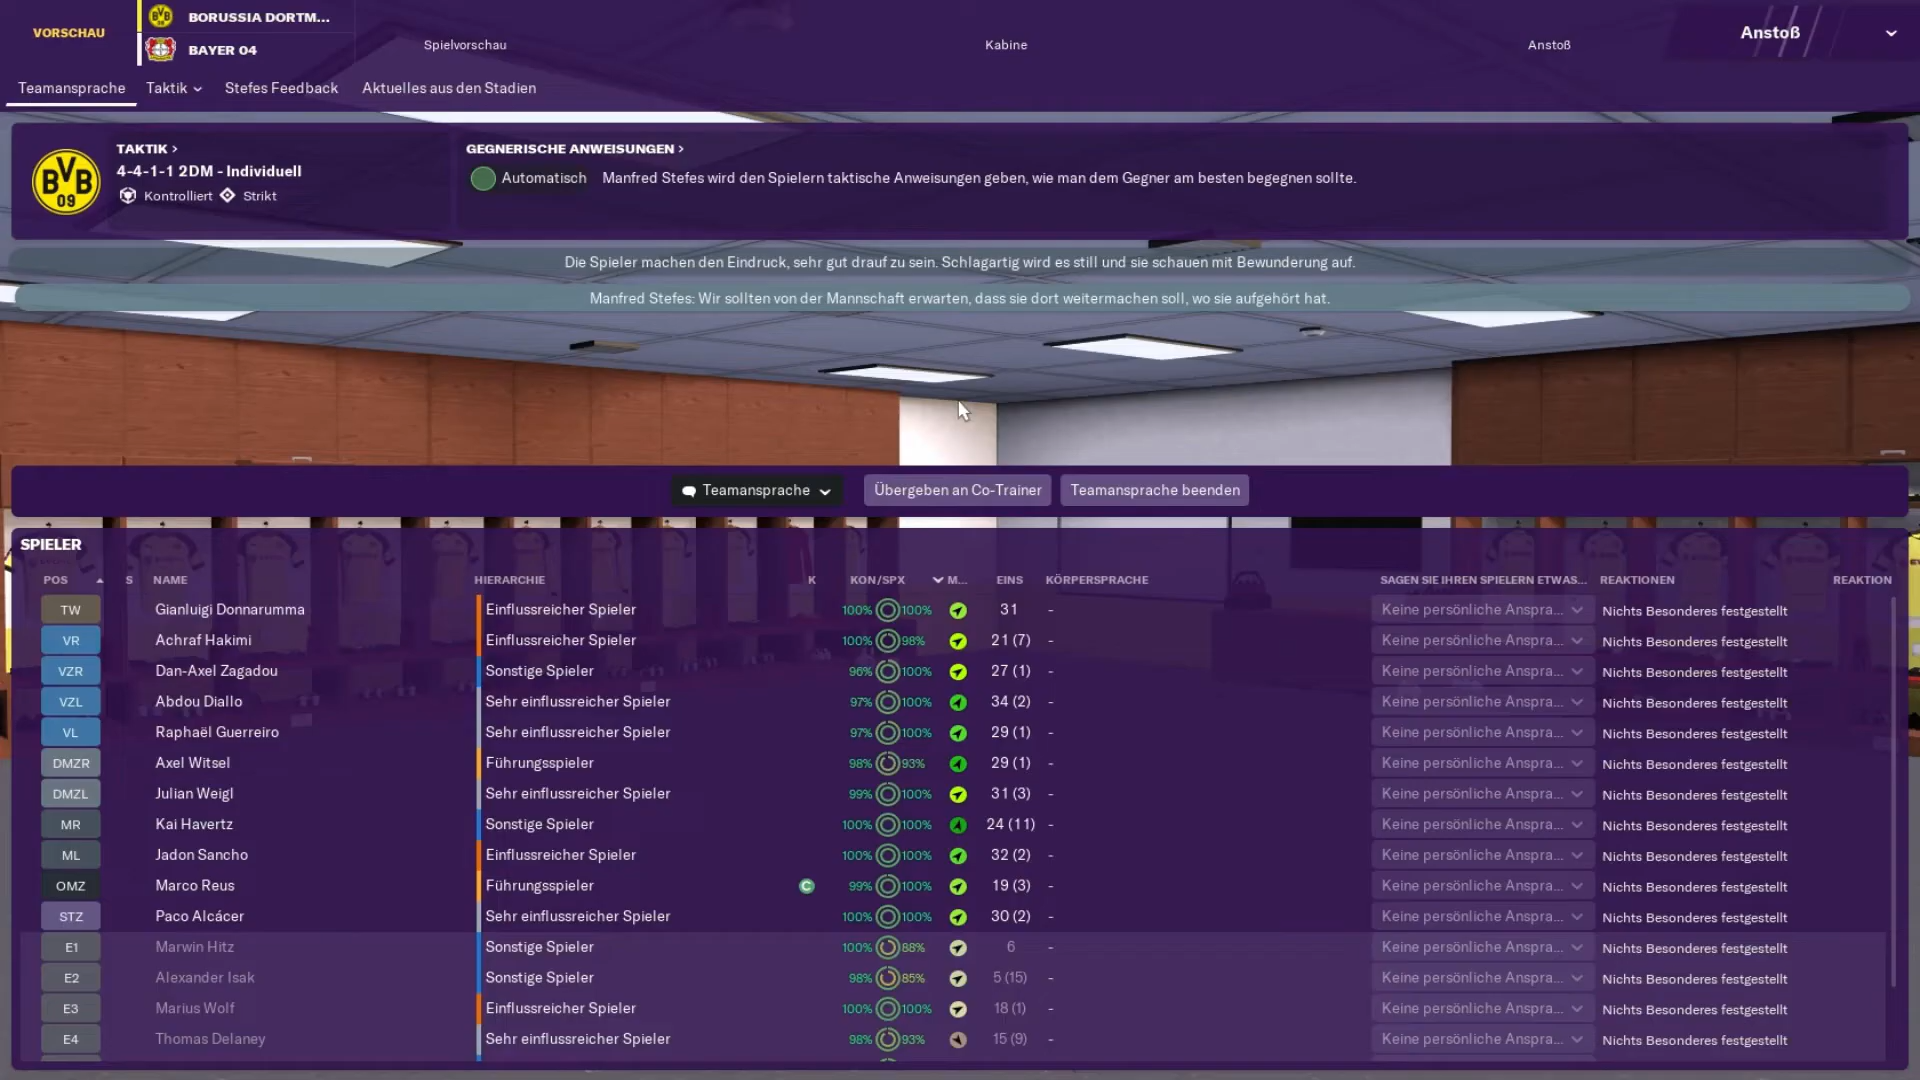 VORSCHAU
BORUSSIA DORTM...
BAYER 04
Spielvorschau
Kabine
Anstoß
Anstoß
Teamansprache
Taktik
Stefes Feedback
Aktuelles aus den Stadien
BVB 09
TAKTIK >
4-4-1-1 2DM - Individuell
Kontrolliert Strikt
GEGNERISCHE ANWEISUNGEN >
Automatisch Manfred Stefes wird den Spielern taktische Anweisungen geben, wie man dem Gegner am besten begegnen sollte.
Die Spieler machen den Eindruck, sehr gut drauf zu sein. Schlagartig wird es still und sie schauen mit Bewunderung auf.
Manfred Stefes: Wir sollten von der Mannschaft erwarten, dass sie dort weitermachen soll, wo sie aufgehört hat.
Teamansprache Übergeben an Co-Trainer Teamansprache beenden
SPIELER
POS S NAME HIERARCHIE K KON/SPX M... EINS KÖRPERSPRACHE SAGEN SIE IHREN SPIELERN ETWAS... REAKTIONEN REAKTION
TW Gianluigi Donnarumma Einflussreicher Spieler 100% 100% 31 - Keine persönliche Anspra... Nichts Besonderes festgestellt
VR Achraf Hakimi Einflussreicher Spieler 100% 98% 21 (7) - Keine persönliche Anspra... Nichts Besonderes festgestellt
VZR Dan-Axel Zagadou Sonstige Spieler 96% 100% 27 (1) - Keine persönliche Anspra... Nichts Besonderes festgestellt
VZL Abdou Diallo Sehr einflussreicher Spieler 97% 100% 34 (2) - Keine persönliche Anspra... Nichts Besonderes festgestellt
VL Raphaël Guerreiro Sehr einflussreicher Spieler 97% 100% 29 (1) - Keine persönliche Anspra... Nichts Besonderes festgestellt
DMZR Axel Witsel Führungsspieler 98% 93% 29 (1) - Keine persönliche Anspra... Nichts Besonderes festgestellt
DMZL Julian Weigl Sehr einflussreicher Spieler 99% 100% 31 (3) - Keine persönliche Anspra... Nichts Besonderes festgestellt
MR Kai Havertz Sonstige Spieler 100% 100% 24 (11) - Keine persönliche Anspra... Nichts Besonderes festgestellt
ML Jadon Sancho Einflussreicher Spieler 100% 100% 32 (2) - Keine persönliche Anspra... Nichts Besonderes festgestellt
OMZ Marco Reus Führungsspieler C 99% 100% 19 (3) - Keine persönliche Anspra... Nichts Besonderes festgestellt
STZ Paco Alcácer Sehr einflussreicher Spieler 100% 100% 30 (2) - Keine persönliche Anspra... Nichts Besonderes festgestellt
E1 Marwin Hitz Sonstige Spieler 100% 88% 6 - Keine persönliche Anspra... Nichts Besonderes festgestellt
E2 Alexander Isak Sonstige Spieler 98% 85% 5 (15) - Keine persönliche Anspra... Nichts Besonderes festgestellt
E3 Marius Wolf Einflussreicher Spieler 100% 100% 18 (1) - Keine persönliche Anspra... Nichts Besonderes festgestellt
E4 Thomas Delaney Sehr einflussreicher Spieler 98% 93% 15 (9) - Keine persönliche Anspra... Nichts Besonderes festgestellt